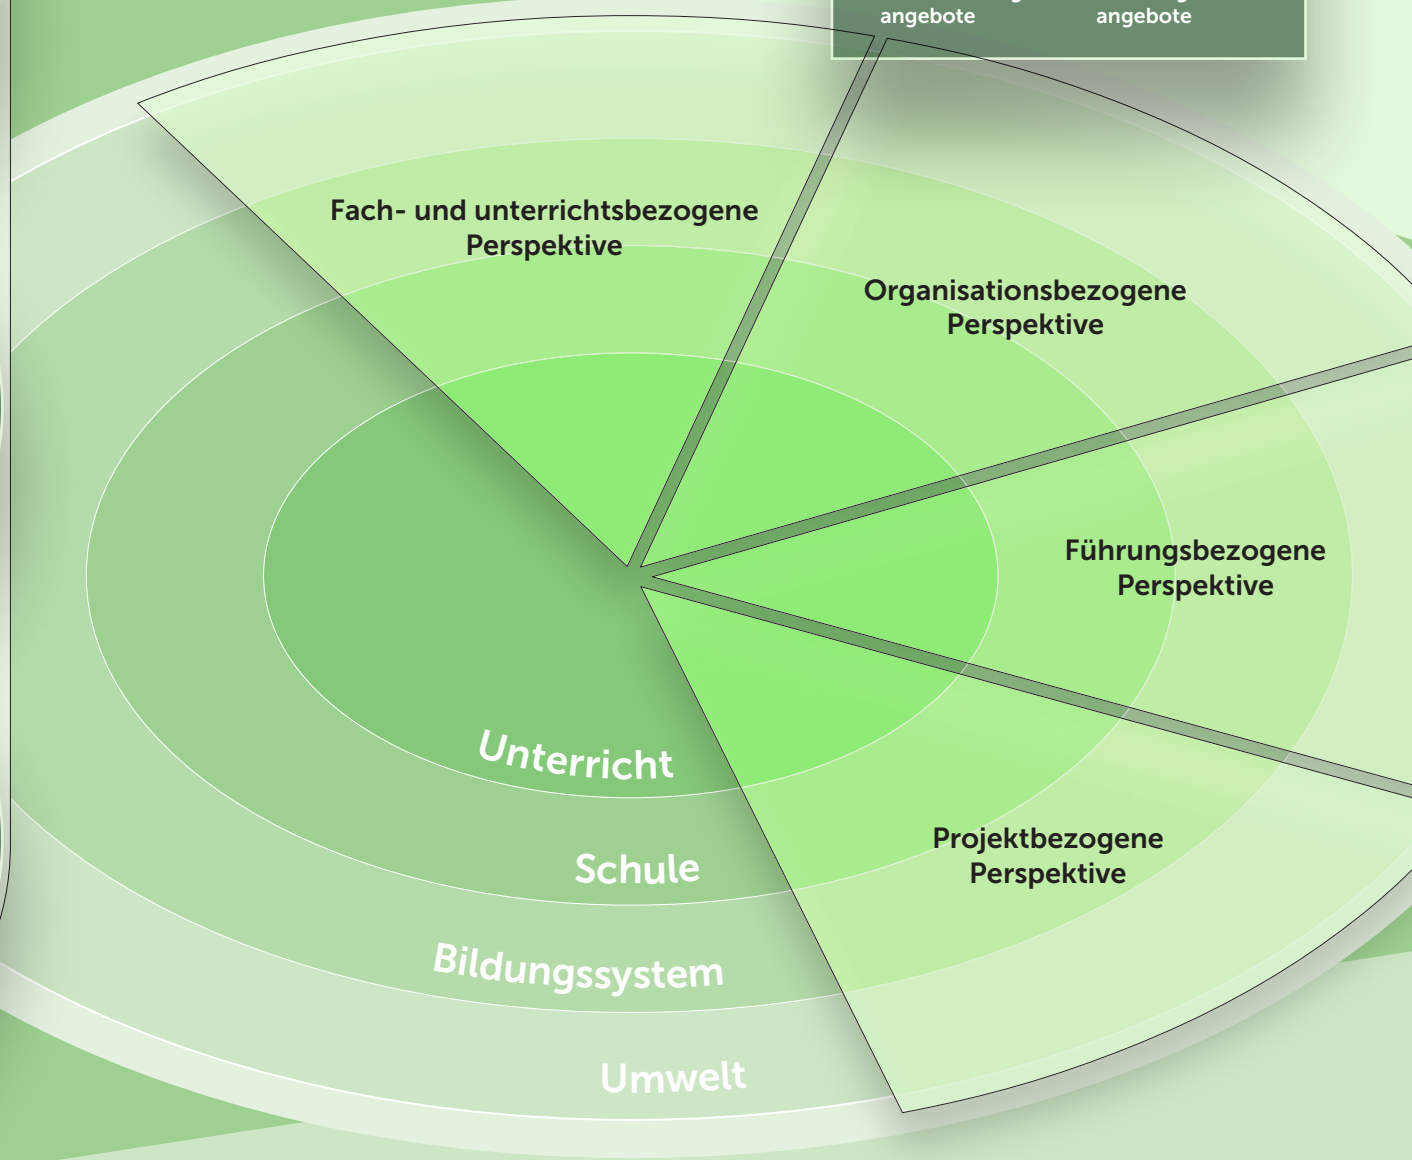 angebote
angebote
Fach- und unterrichtsbezogene
Perspektive
Organisationsbezogene
Perspektive
Führungsbezogene
Perspektive
Projektbezogene
Perspektive
Unterricht
Schule
Bildungssystem
Umwelt